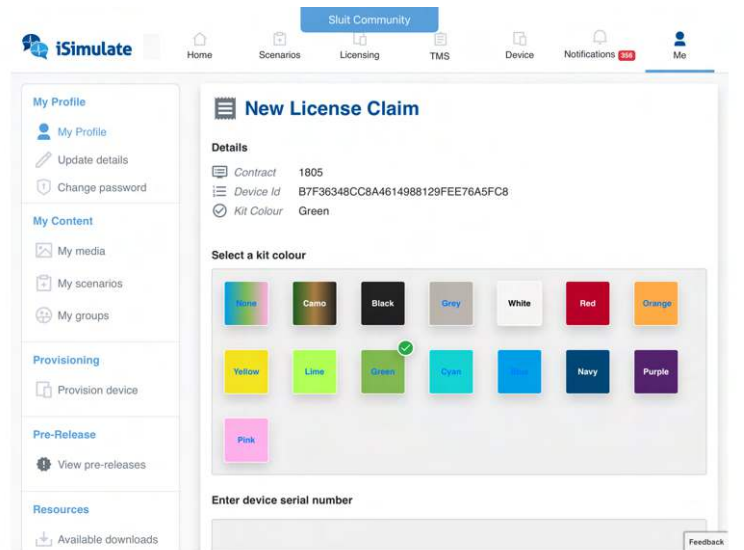 Sluit Community
iSimulate
Home
Scenarios
Licensing
TMS
Device
Notifications 356
Me
My Profile
My Profile
Update details
Change password
My Content
My media
My scenarios
My groups
Provisioning
Provision device
Pre-Release
View pre-releases
Resources
Available downloads
New License Claim
Details
Contract 1805
Device Id B7F36348CC8A4614988129FEE76A5FC8
Kit Colour Green
Select a kit colour
None Camo Black Grey White Red Orange
Yellow Lime Green Cyan Blue Navy Purple
Pink
Enter device serial number
Feedback